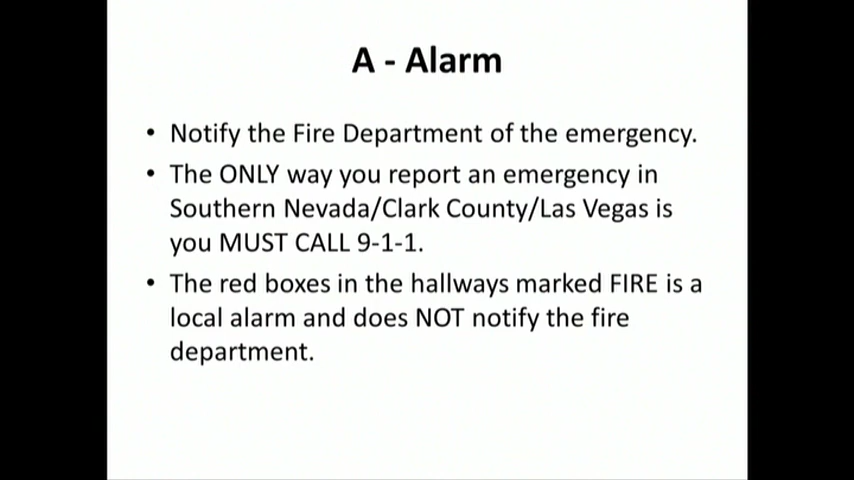 A - Alarm
• Notify the Fire Department of the emergency.
• The ONLY way you report an emergency in
Southern Nevada/Clark County/Las Vegas is
you MUST CALL 9-1-1.
• The red boxes in the hallways marked FIRE is a
local alarm and does NOT notify the fire
department.